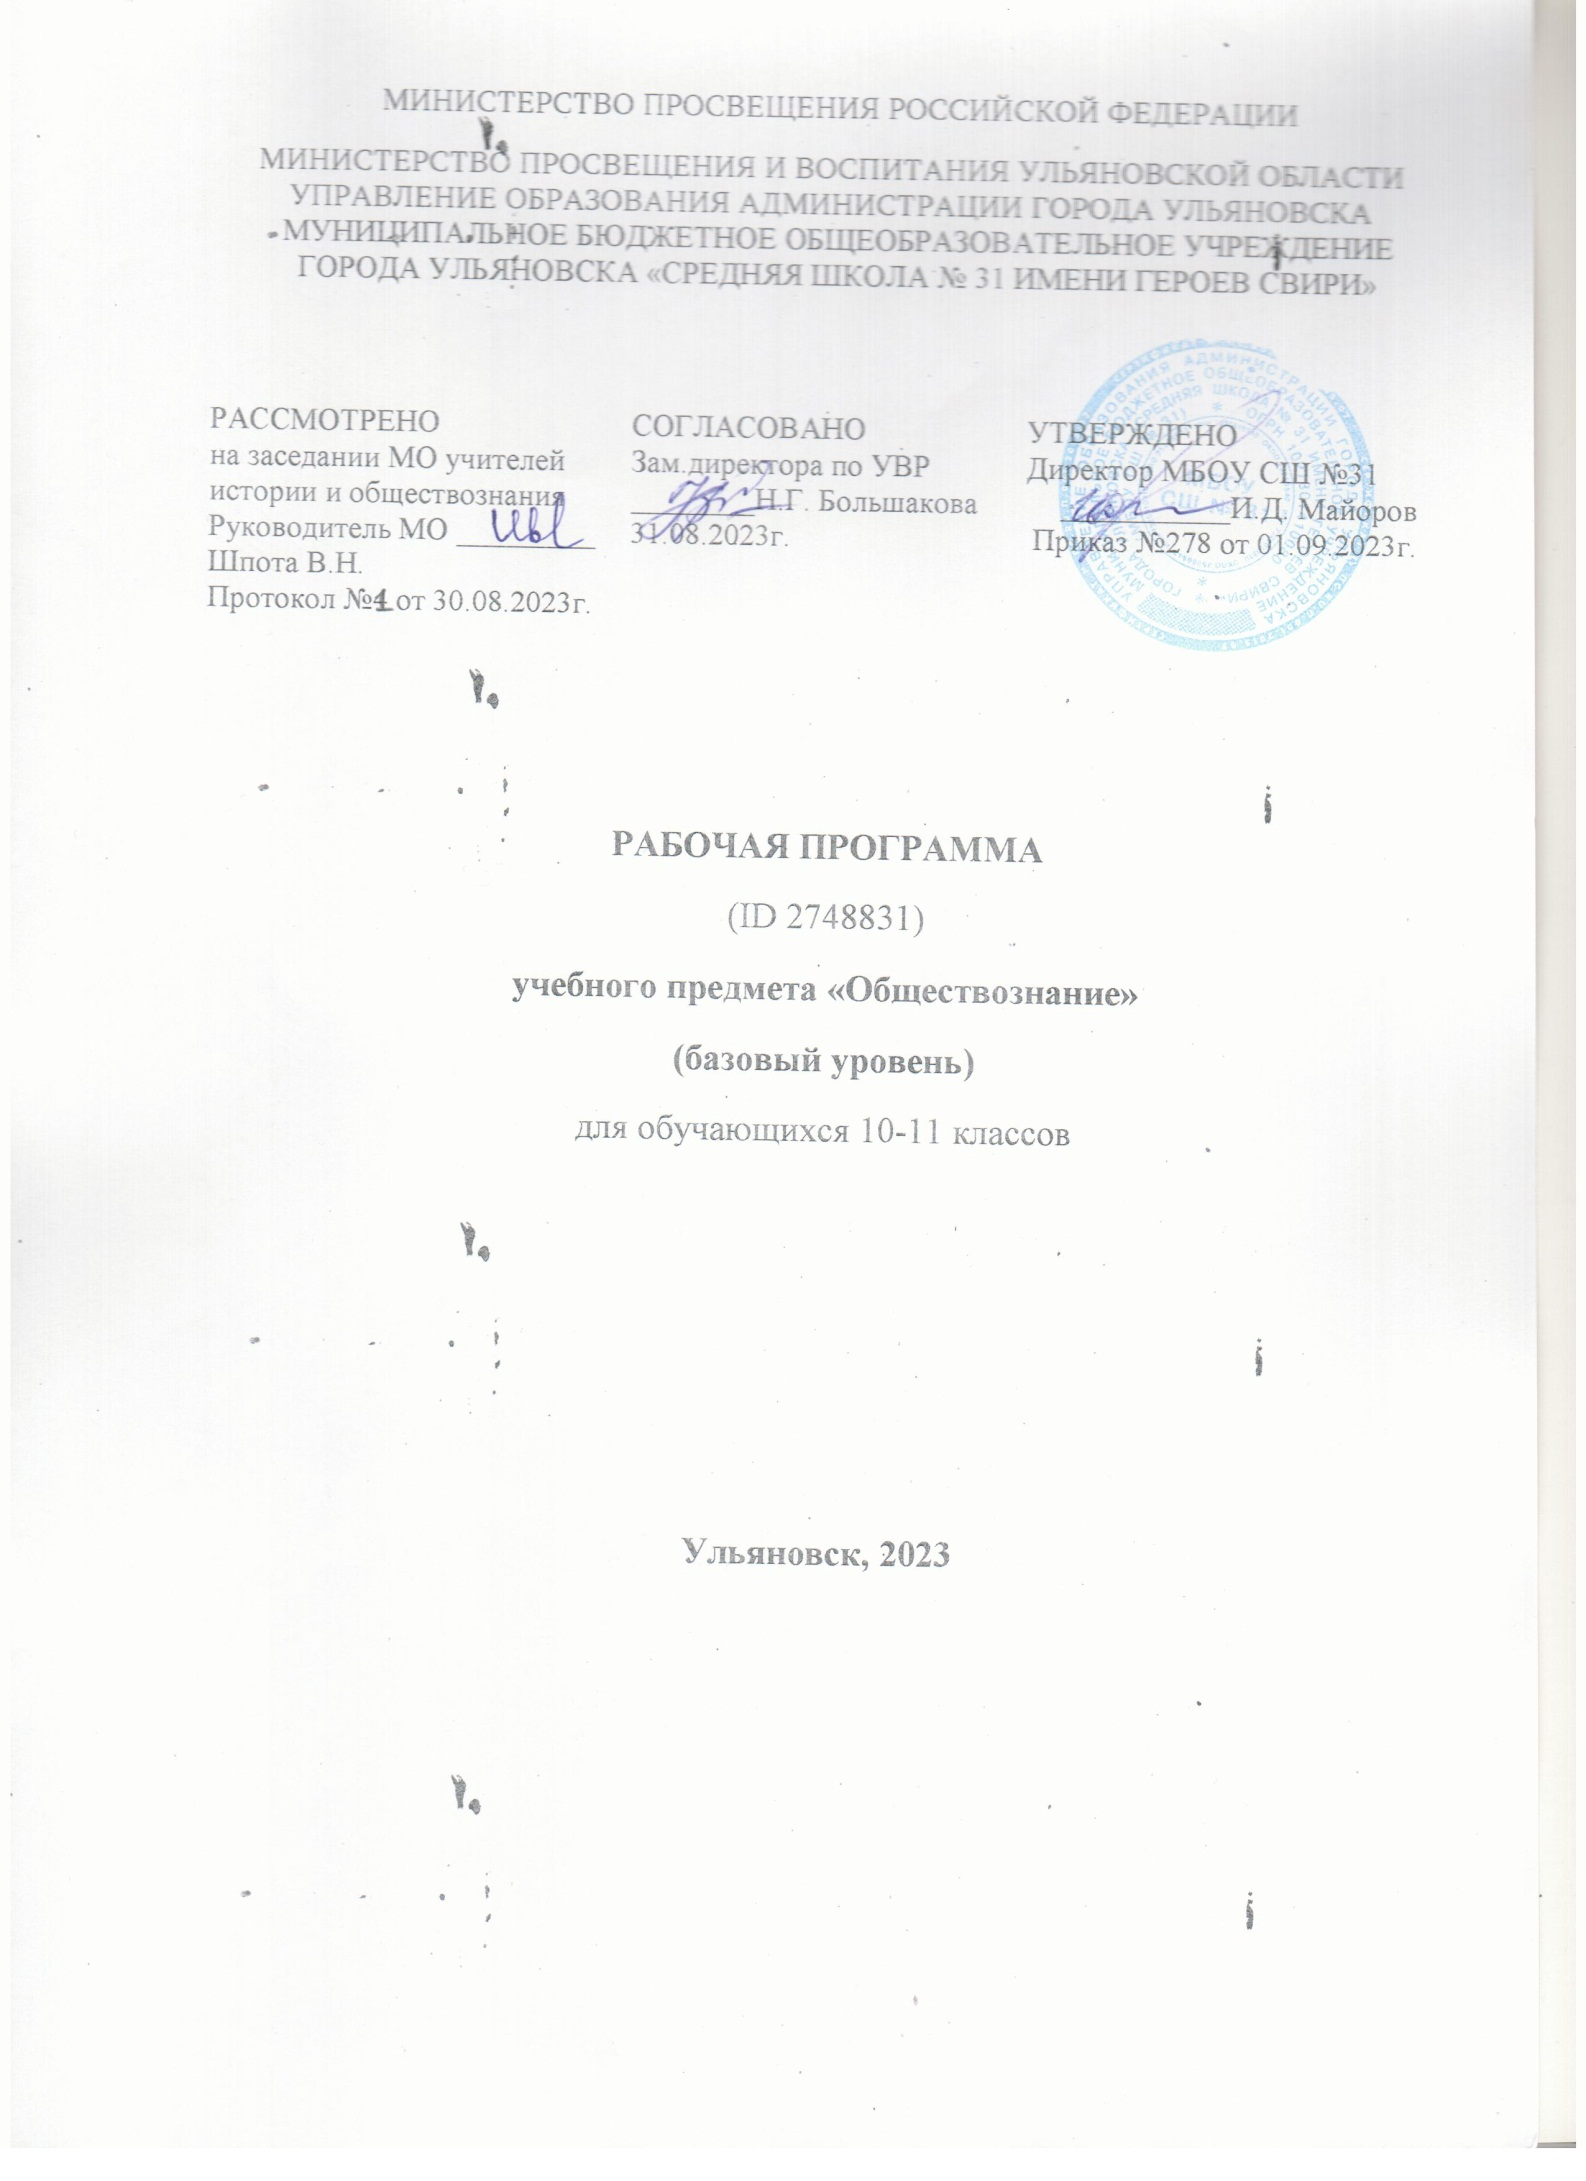 МИНИСТЕРСТВО ПРОСВЕЩЕНИЯ РОССИЙСКОЙ ФЕДЕРАЦИИ
МИНИСТЕРСТВО ПРОСВЕЩЕНИЯ И ВОСПИТАНИЯ УЛЬЯНОВСКОЙ ОБЛАСТИ
УПРАВЛЕНИЕ ОБРАЗОВАНИЯ АДМИНИСТРАЦИИ ГОРОДА УЛЬЯНОВСКА
МУНИЦИПАЛЬНОЕ БЮДЖЕТНОЕ ОБЩЕОБРАЗОВАТЕЛЬНОЕ УЧРЕЖДЕНИЕ
ГОРОДА УЛЬЯНОВСКА «СРЕДНЯЯ ШКОЛА № 31 ИМЕНИ ГЕРОЕВ СВИРИ»
РАССМОТРЕНО
на заседании МО учителей
истории и обществознания
Руководитель МО __________
Шпота В.Н.
Протокол №1 от 30.08.2023г.
СОГЛАСОВАНО
Зам.директора по УВР
_________Н.Г. Большакова
31.08.2023г.
УТВЕРЖДЕНО
Директор МБОУ СШ №31
____________И.Д. Майоров
Приказ №278 от 01.09.2023г.
РАБОЧАЯ ПРОГРАММА
(ID 2748831)
учебного предмета «Обществознание»
(базовый уровень)
для обучающихся 10-11 классов
Ульяновск, 2023